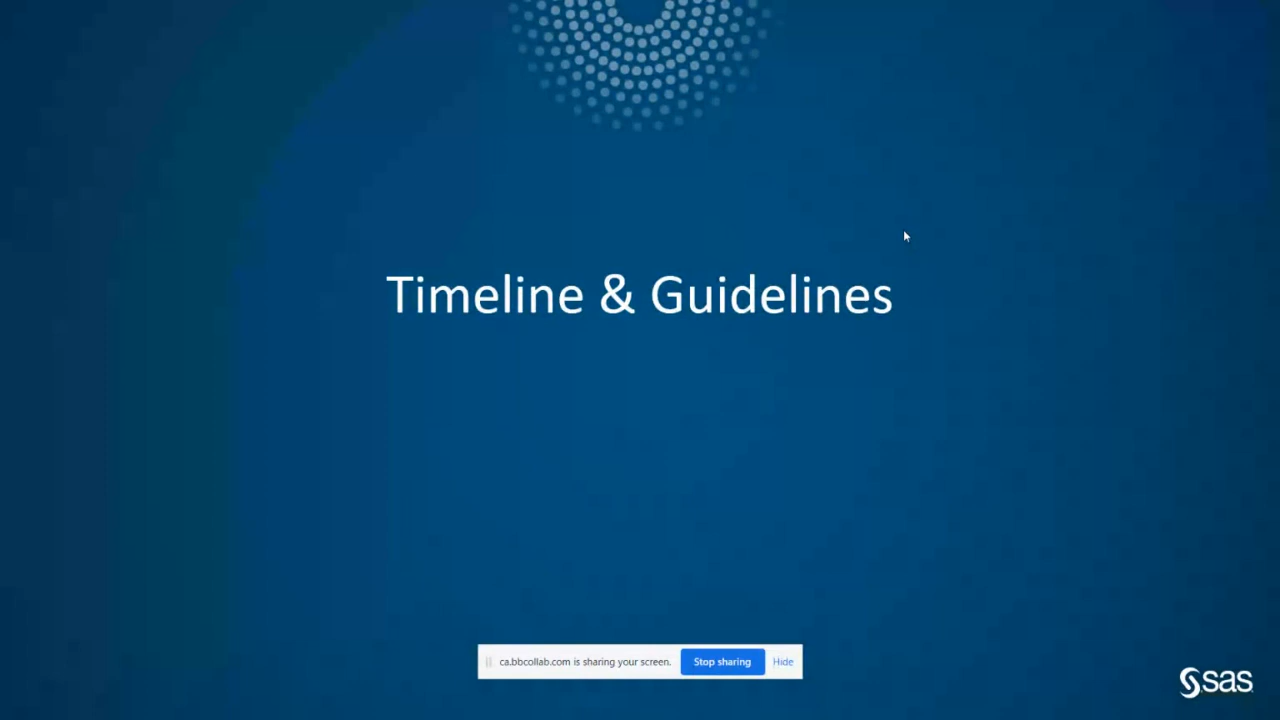 Timeline & Guidelines
ca.bbcollab.com is sharing your screen. Stop sharing Hide
sas